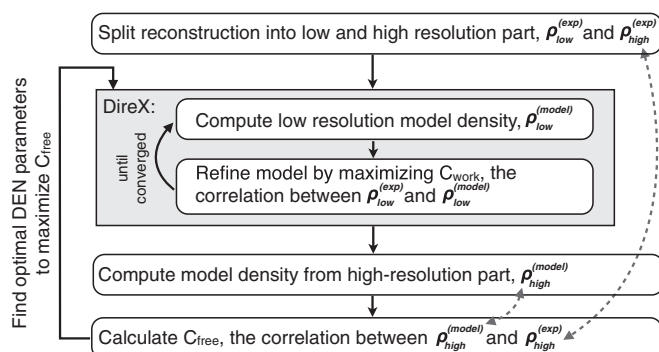 Split reconstruction into low and high resolution part, ρ_low^(exp) and ρ_high^(exp)
DireX:
Compute low resolution model density, ρ_low^(model)
until
converged
Refine model by maximizing C_work, the
correlation between ρ_low^(exp) and ρ_low^(model)
Find optimal DEN parameters
to maximize C_free
Compute model density from high-resolution part, ρ_high^(model)
Calculate C_free, the correlation between ρ_high^(model) and ρ_high^(exp)